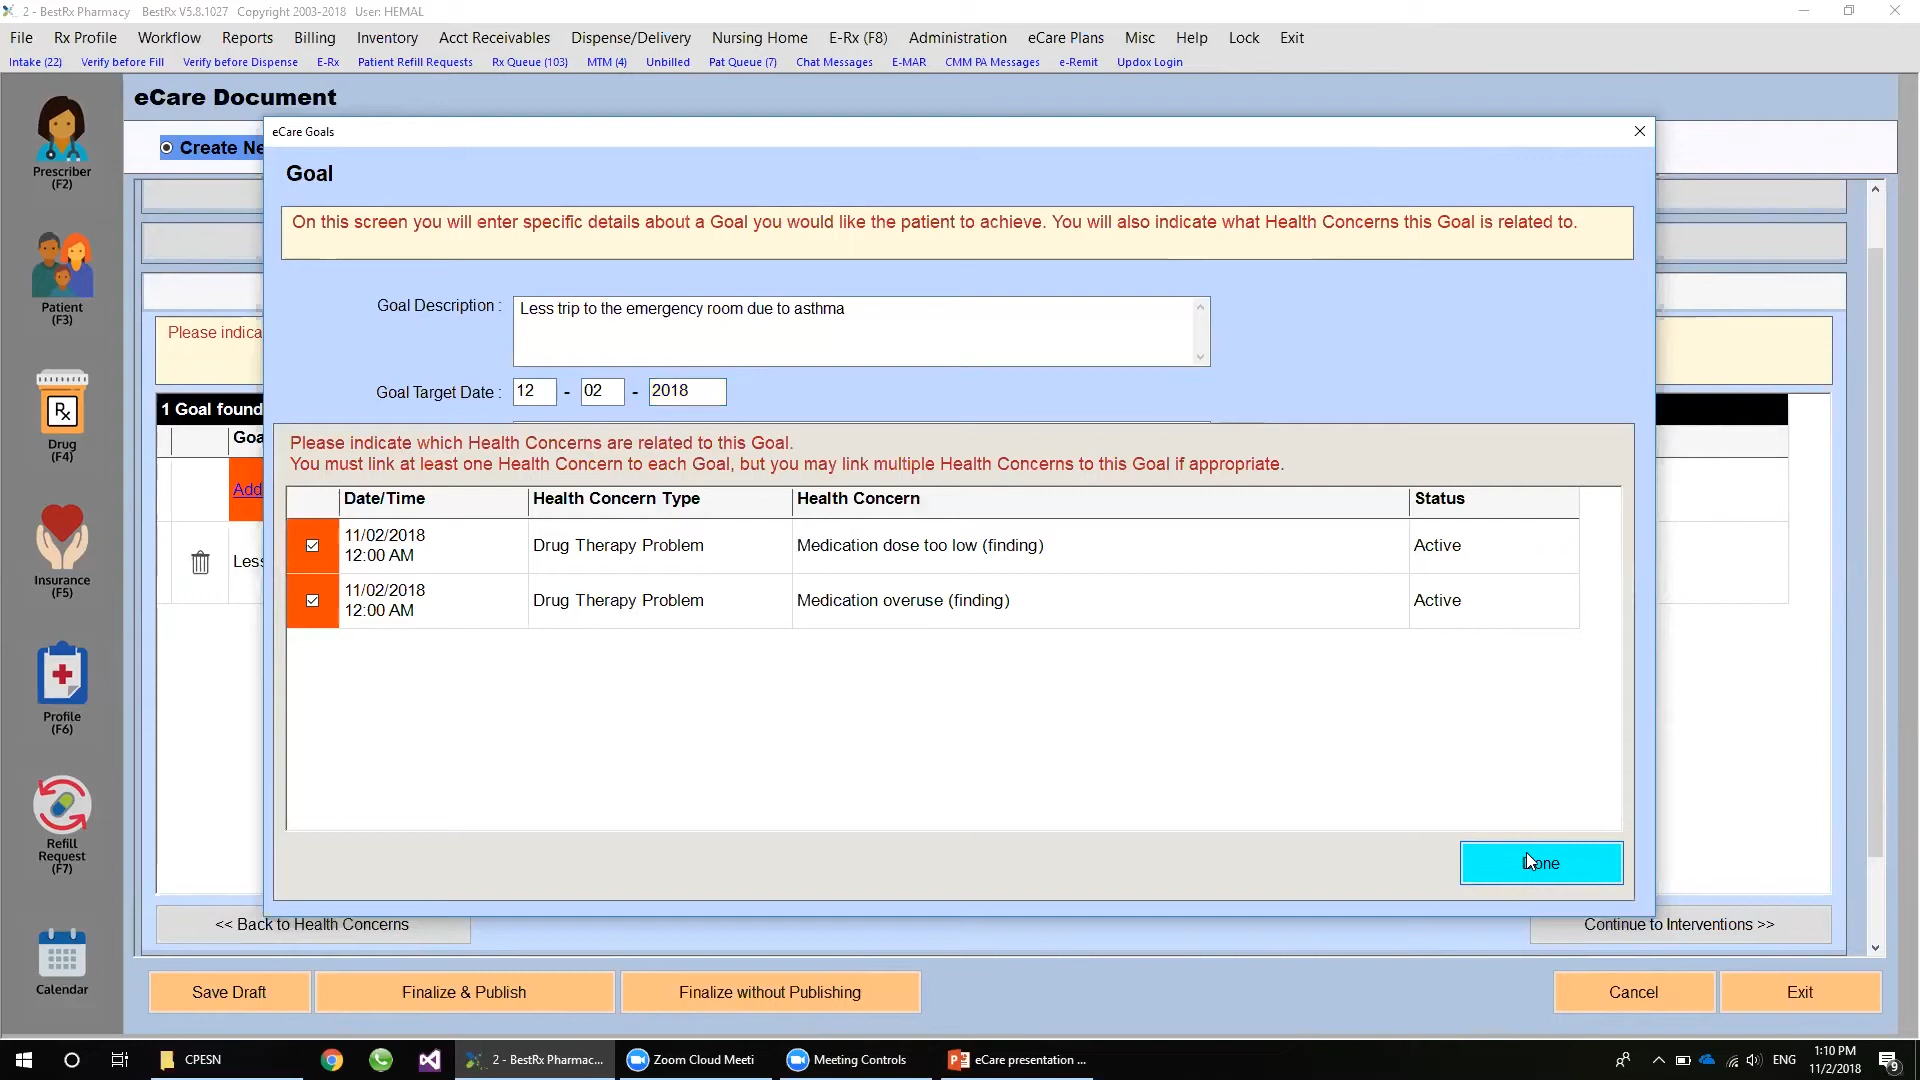 2 - BestRx Pharmacy BestRx V5.8.1027 Copyright 2003-2018 User: HEMAL
File Rx Profile Workflow Reports Billing Inventory Acct Receivables Dispense/Delivery Nursing Home E-Rx (F8) Administration eCare Plans Misc Help Lock Exit
Intake (22) Verify before Fill Verify before Dispense E-Rx Patient Refill Requests Rx Queue (103) MTM (4) Unbilled Pat Queue (7) Chat Messages E-MAR CMM PA Messages e-Remit Updox Login
eCare Document
Create Ne
eCare Goals
Goal
On this screen you will enter specific details about a Goal you would like the patient to achieve. You will also indicate what Health Concerns this Goal is related to.
Goal Description : Less trip to the emergency room due to asthma
Goal Target Date : 12 - 02 - 2018
Please indica
1 Goal found
Goa
Add
Less
Please indicate which Health Concerns are related to this Goal.
You must link at least one Health Concern to each Goal, but you may link multiple Health Concerns to this Goal if appropriate.
Date/Time Health Concern Type Health Concern Status
11/02/2018
12:00 AM Drug Therapy Problem Medication dose too low (finding) Active
11/02/2018
12:00 AM Drug Therapy Problem Medication overuse (finding) Active
Done
<< Back to Health Concerns Continue to Interventions >>
Save Draft Finalize & Publish Finalize without Publishing Cancel Exit
Prescriber
(F2)
Patient
(F3)
Rx
Drug
(F4)
Insurance
(F5)
Profile
(F6)
Refill
Request
(F7)
Calendar
CPESN 2 - BestRx Pharmac... Zoom Cloud Meeti Meeting Controls eCare presentation ... ENG
1:10 PM
11/2/2018
9